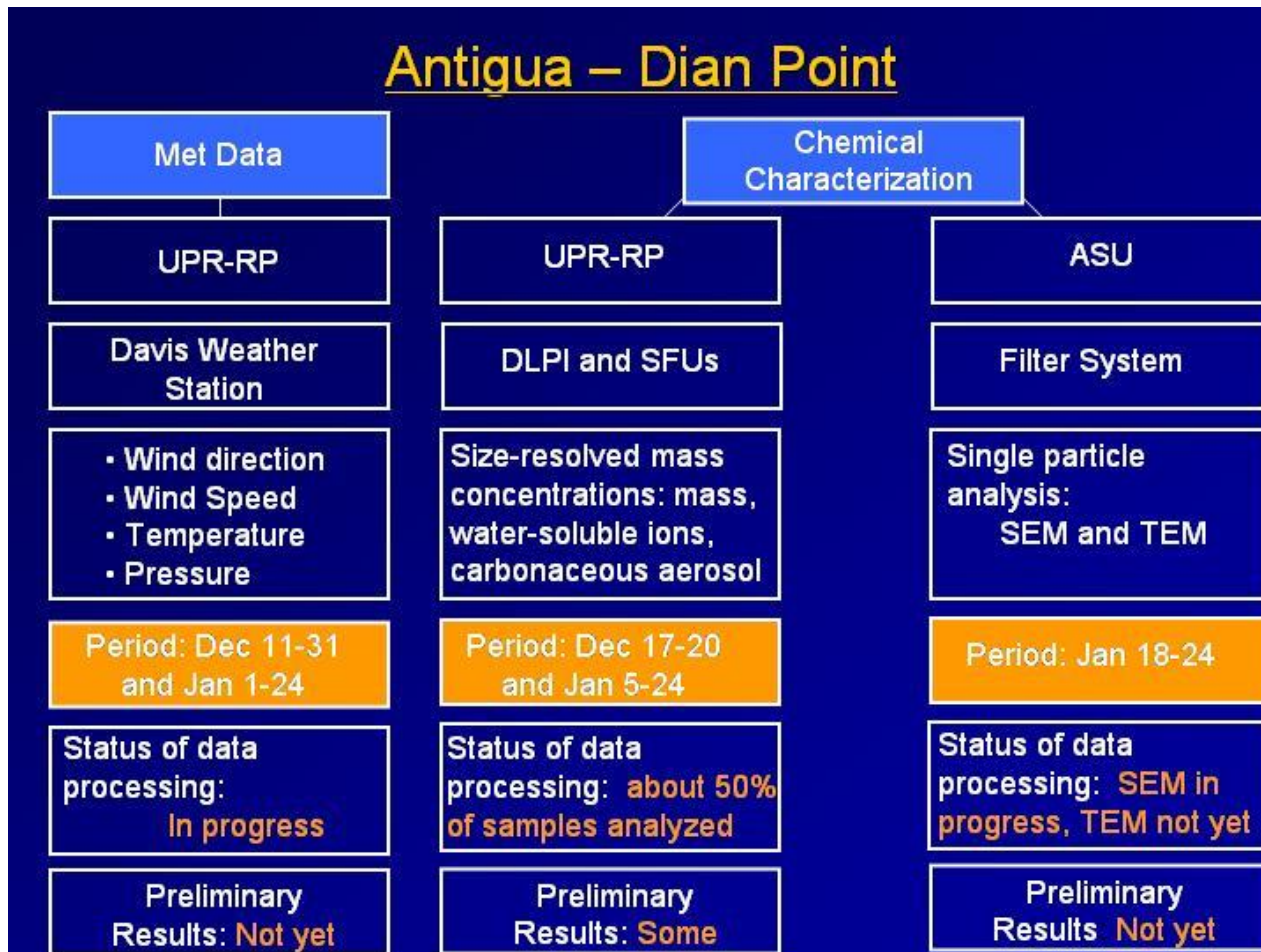 Antigua – Dian Point
Met Data
UPR-RP
Davis Weather
Station
• Wind direction
• Wind Speed
• Temperature
• Pressure
Period: Dec 11-31
and Jan 1-24
Status of data
processing:
In progress
Preliminary
Results: Not yet
Chemical
Characterization
UPR-RP
DLPI and SFUs
Size-resolved mass
concentrations: mass,
water-soluble ions,
carbonaceous aerosol
Period: Dec 17-20
and Jan 5-24
Status of data
processing: about 50%
of samples analyzed
Preliminary
Results: Some
ASU
Filter System
Single particle
analysis:
SEM and TEM
Period: Jan 18-24
Status of data
processing: SEM in
progress, TEM not yet
Preliminary
Results Not yet